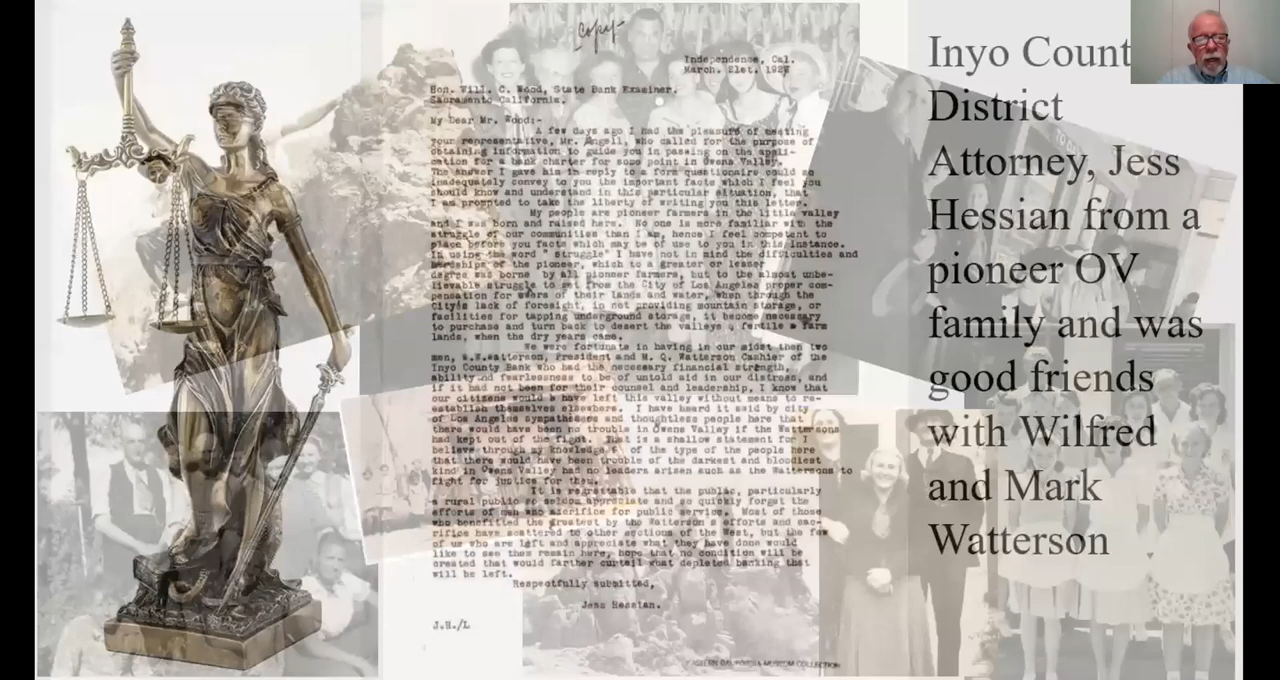 Copy
Independence, Cal.
March. 21st. 1927
Hon. Will. C. Wood, State Bank Examiner.
Sacramento California.
My Dear Mr. Wood:-
A few days ago I had the pleasure of meeting
your representative, Mr. Angell, who called for the purpose of
obtaining information to guide you in passing on the appli-
cation for a bank charter for some point in Owens Valley.
The answer I gave him in reply to a form questionaire could so
inadequately convey to you the important facts which I feel you
should know and understand in this particular situation, that
I am prompted to take the liberty of writing you this letter.
My people are pioneer farmers in the little valley
and I was born and raised here. No one is more familiar with the
struggle of our communities than I am, hence I feel competent to
place before you facts which may be of use to you in this instance.
In using the word " struggle" I have not in mind the difficulties and
hardships of the pioneer, which to a greater or lesser
degree was borne by all pioneer farmers, but to the almost unbe-
lievable struggle to get from the City of Los Angeles proper com-
pensation for of their lands and water, when through the
city's lack of foresight, in not providing mountain storage, or
facilities for tapping underground storage, it become necessary
to purchase and turn back to desert the valleys fertile farm
lands, when the dry years came.
We were fortunate in having in our midst then two
men, W.W.atterson, President and M. Q. Watterson Cashier of the
Inyo County Bank who had the necessary financial strength,
ability and fearlessness to be of untold aid in our distress, and
if it had not been for their counsel and leadership, I know that
our citizens would have left this valley without means to re-
establish themselves elsewhere. I have heard it said by city
of Los Angeles sympathesers and thoughtless people here that
there would have been no trouble in Owens Valley if the Wattersons
had kept out of the fight. That is a shallow statement for I
believe through my knowledge of the type of the people here
that there would have been trouble of the darkest and bloodiest
kind in Owens Valley had no leaders arisen such as the Wattersons to
fight for justice for them.
It is regrettable that the public, particularly
a rural public so seldom appreciate and so quickly forget the
efforts of men who sacrifice for public service. Most of those
who benefitted the greatest by the Watterson s efforts and sac-
rifice have scattered to other sections of the West, but the few
of us who are left and appreciate what they have done would
like to see them remain here, hope that no condition will be
created that would farther curtail what depleted banking that
will be left.
Respectfully submitted,
Jess Hessian.
J.H./L
EASTERN CALIFORNIA MUSEUM COLLECTION
Inyo Count
District
Attorney, Jess
Hessian from a
pioneer OV
family and was
good friends
with Wilfred
and Mark
Watterson